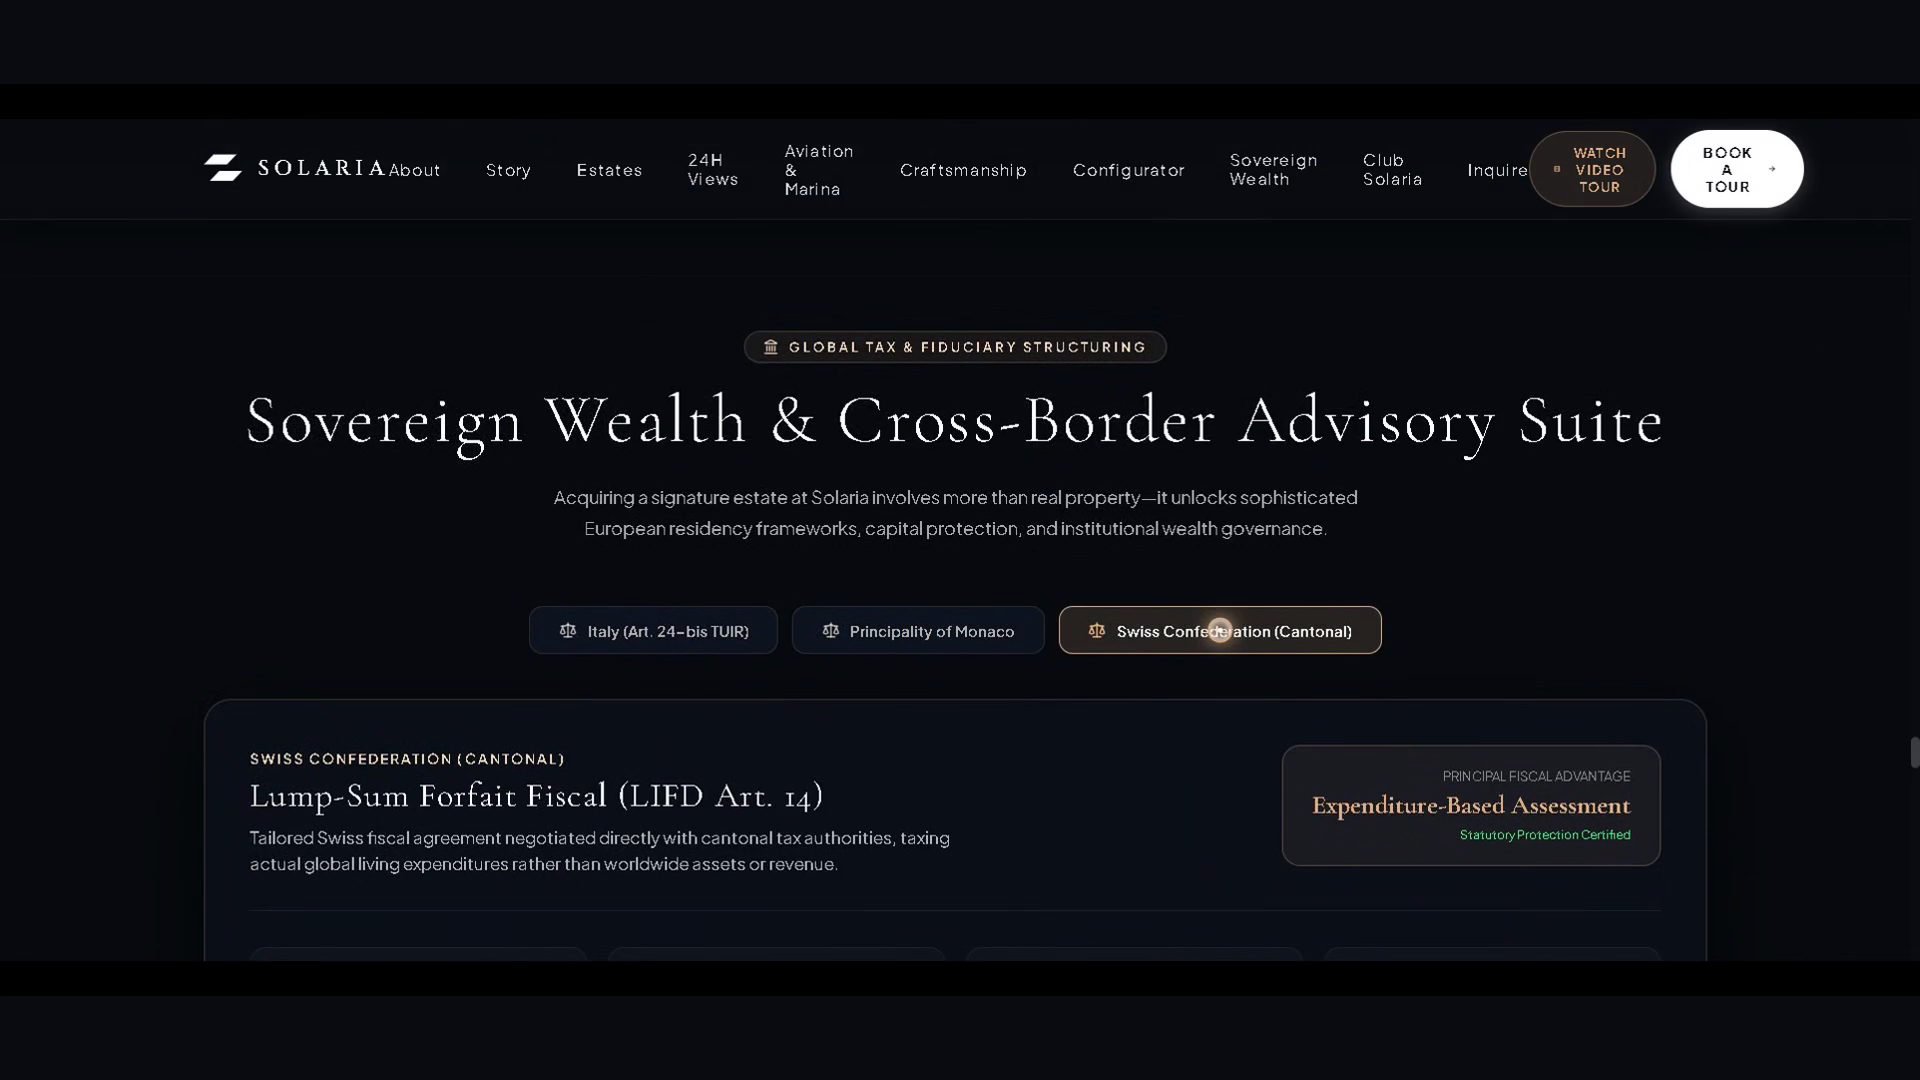 SOLARIA
About
Story
Estates
24H
Views
Aviation
&
Marina
Craftsmanship
Configurator
Sovereign
Wealth
Club
Solaria
Inquire
WATCH
VIDEO
TOUR
BOOK
A
TOUR
GLOBAL TAX & FIDUCIARY STRUCTURING
Sovereign Wealth & Cross-Border Advisory Suite
Acquiring a signature estate at Solaria involves more than real property—it unlocks sophisticated
European residency frameworks, capital protection, and institutional wealth governance.
Italy (Art. 24-bis TUIR)
Principality of Monaco
Swiss Confederation (Cantonal)
SWISS CONFEDERATION (CANTONAL)
Lump-Sum Forfait Fiscal (LIFD Art. 14)
Tailored Swiss fiscal agreement negotiated directly with cantonal tax authorities, taxing
actual global living expenditures rather than worldwide assets or revenue.
PRINCIPAL FISCAL ADVANTAGE
Expenditure-Based Assessment
Statutory Protection Certified